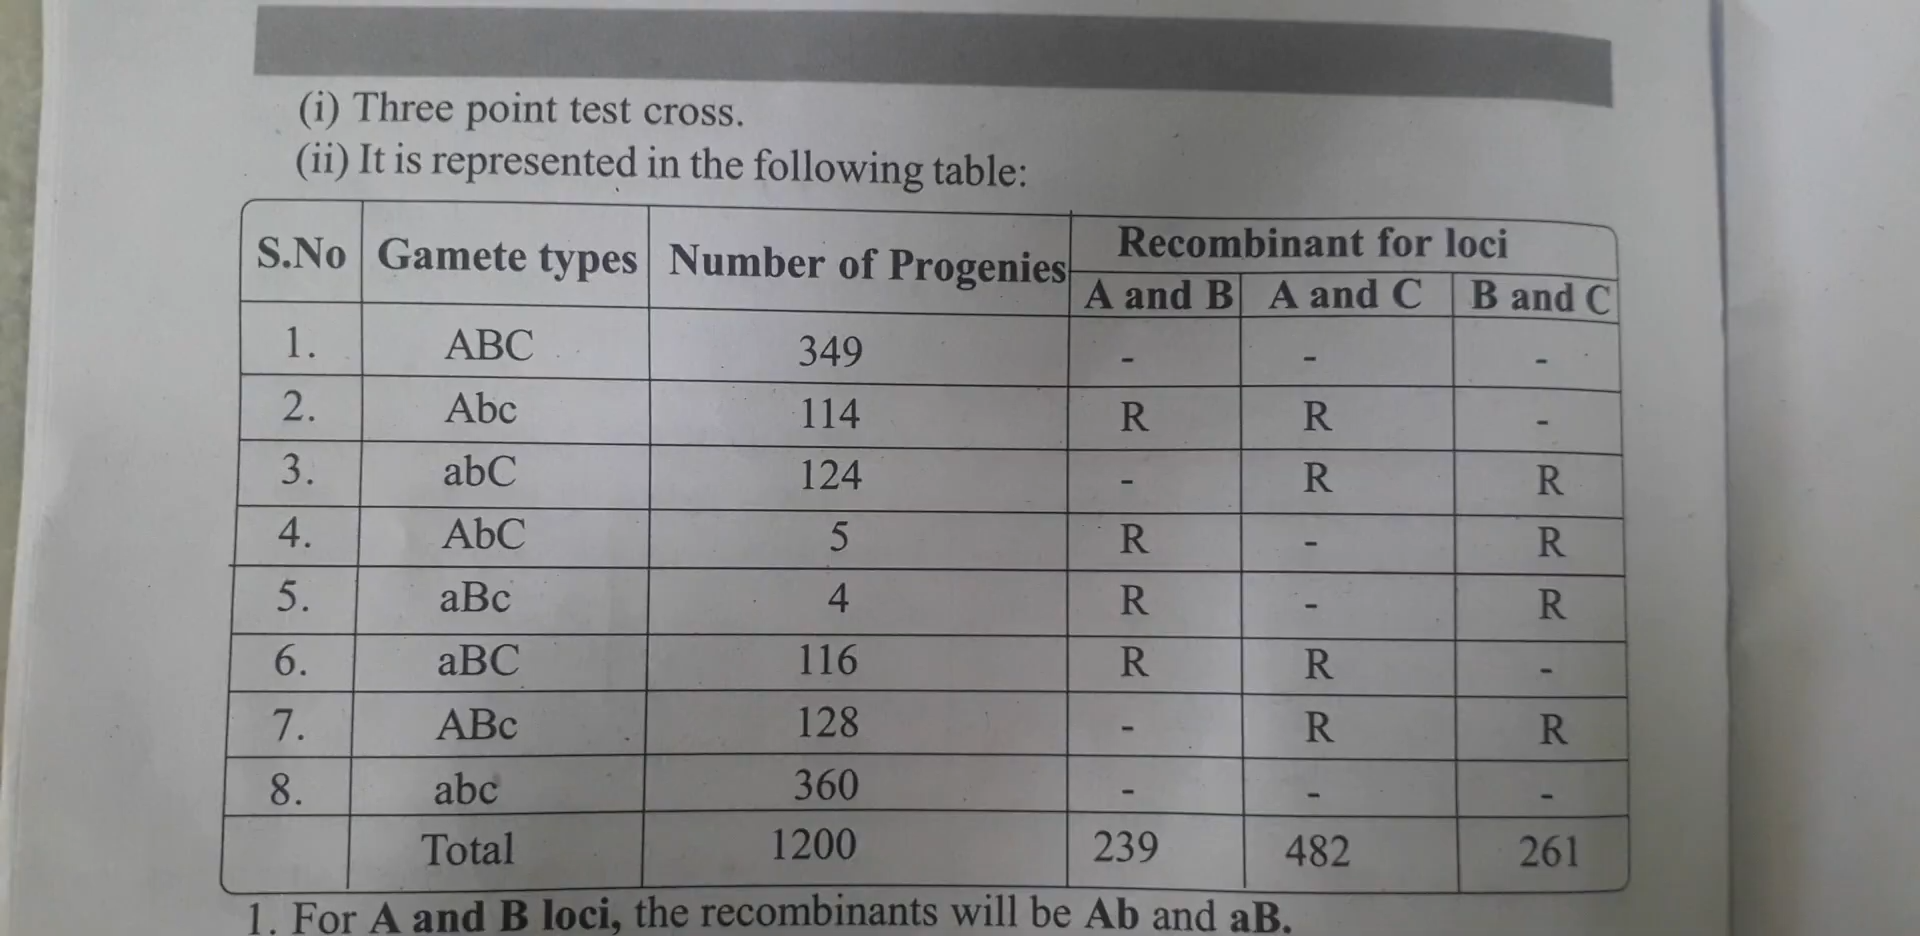 (i) Three point test cross.
(ii) It is represented in the following table:
S.No Gamete types Number of Progenies Recombinant for loci
A and B A and C B and C
1. ABC 349 - - -
2. Abc 114 R R -
3. abC 124 - R R
4. AbC 5 R - R
5. aBc 4 R - R
6. aBC 116 R R -
7. ABc 128 - R R
8. abc 360 - - -
Total 1200 239 482 261
1. For A and B loci, the recombinants will be Ab and aB.